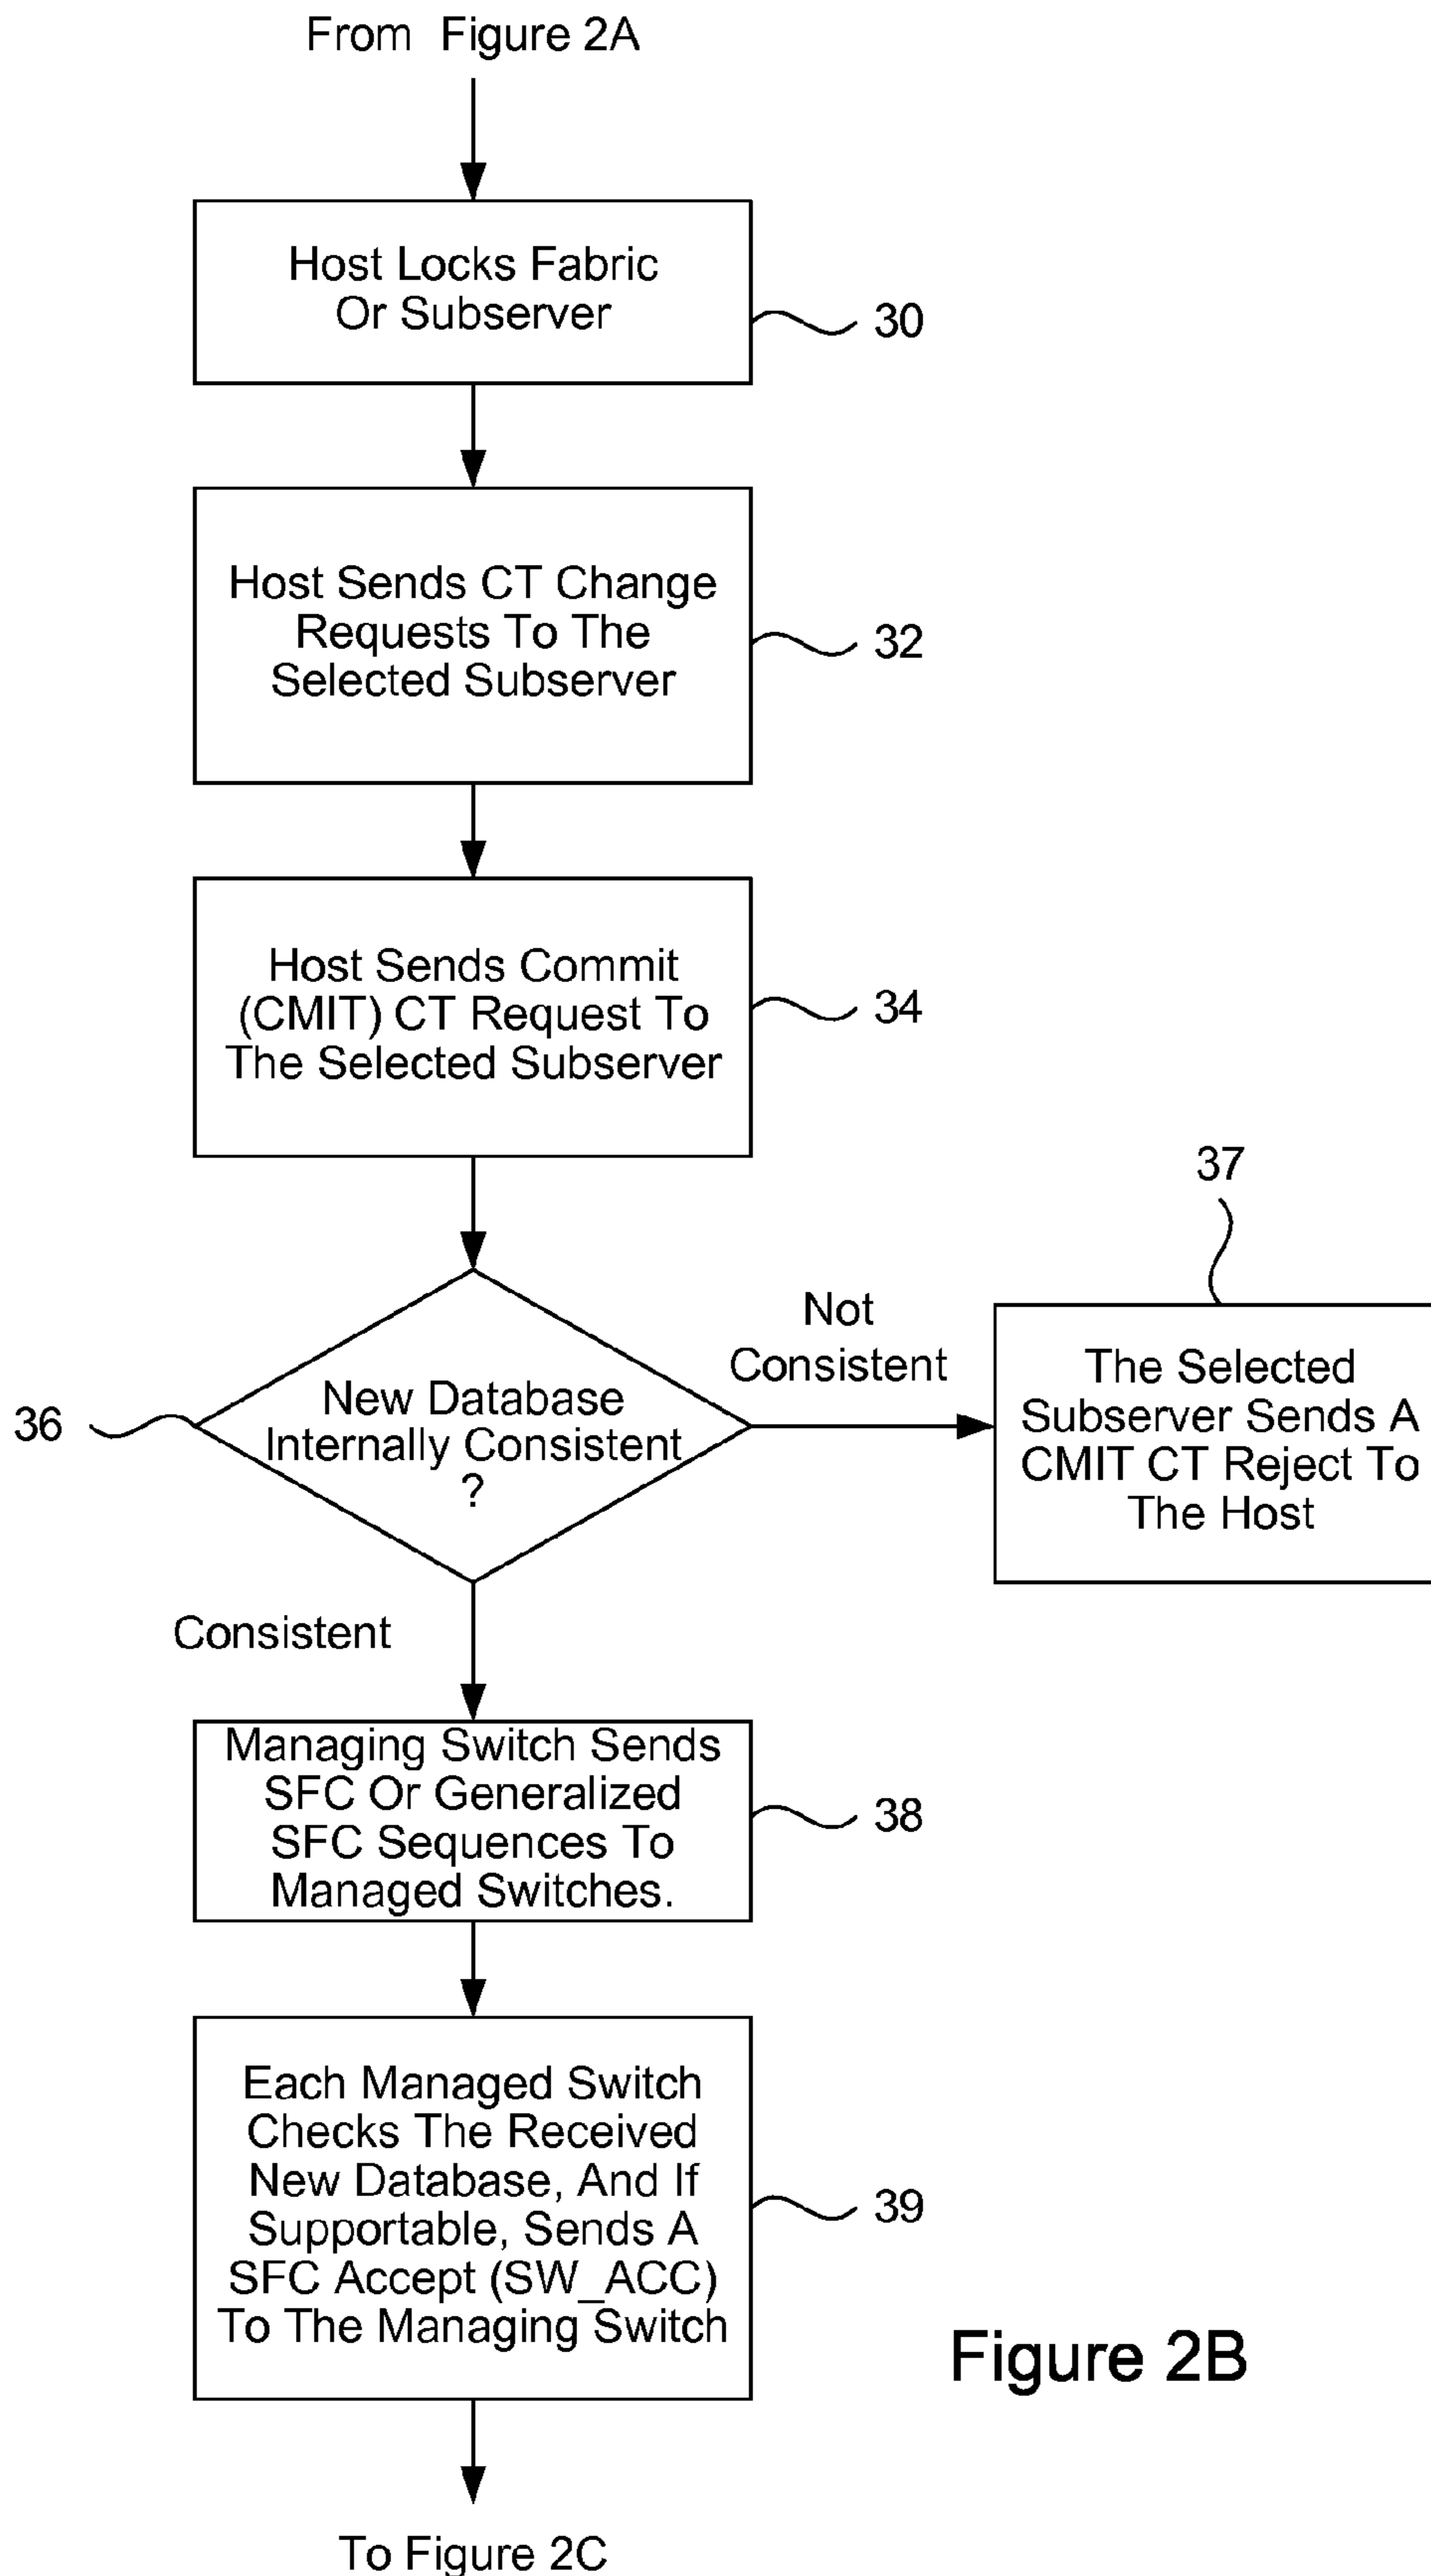 From Figure 2A
Host Locks Fabric
Or Subserver
30
Host Sends CT Change
Requests To The
Selected Subserver
32
Host Sends Commit
(CMIT) CT Request To
The Selected Subserver
34
37
New Database
Internally Consistent
?
36
Not
Consistent
The Selected
Subserver Sends A
CMIT CT Reject To
The Host
Consistent
Managing Switch Sends
SFC Or Generalized
SFC Sequences To
Managed Switches.
38
Each Managed Switch
Checks The Received
New Database, And If
Supportable, Sends A
SFC Accept (SW_ACC)
To The Managing Switch
39
Figure 2B
To Figure 2C